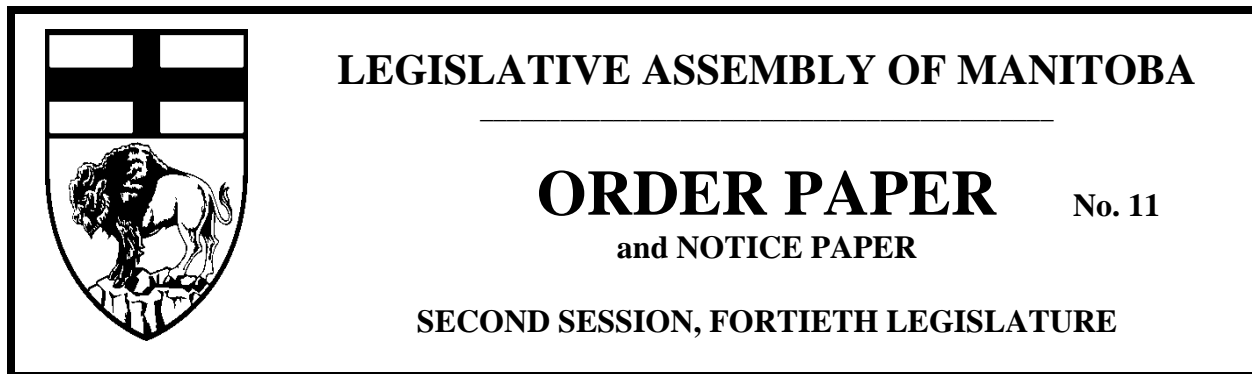 LEGISLATIVE ASSEMBLY OF MANITOBA
ORDER PAPER No. 11
and NOTICE PAPER
SECOND SESSION, FORTIETH LEGISLATURE